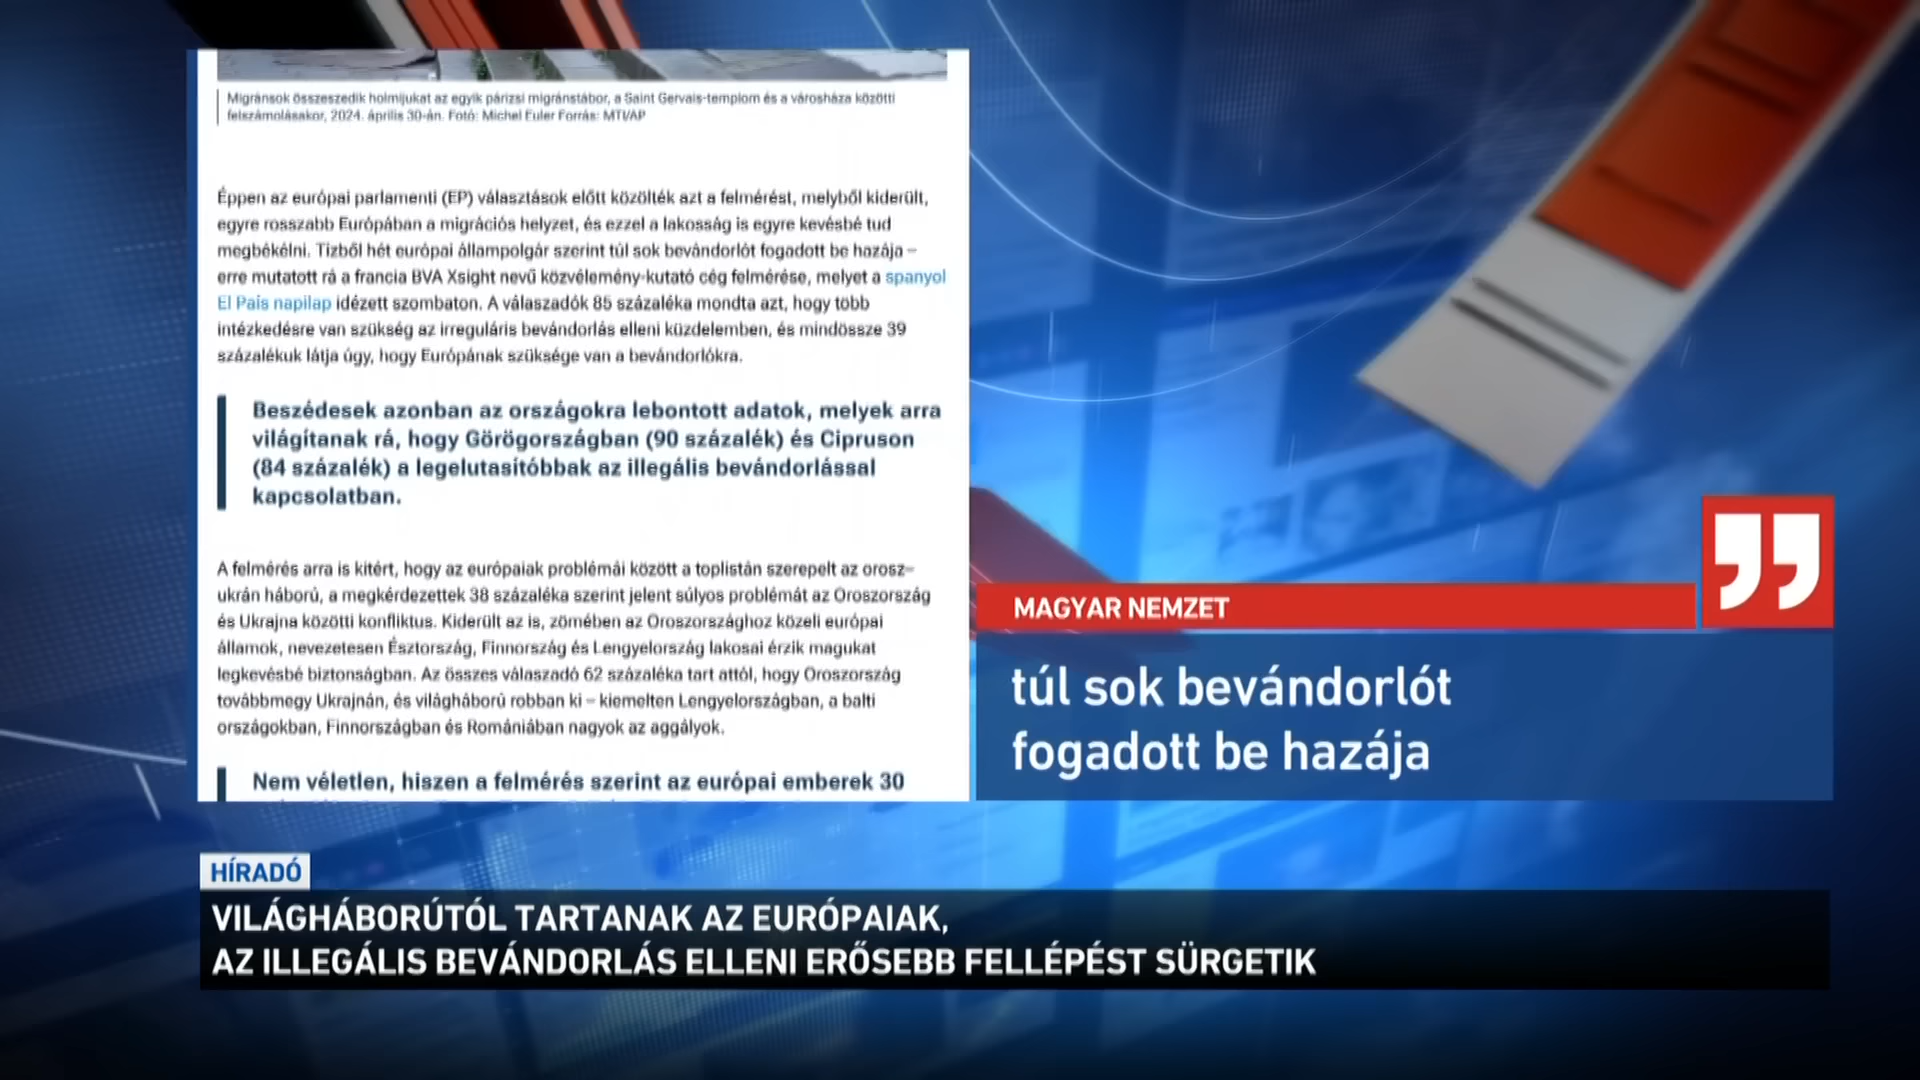 Migránsok összeszedik holmijukat az egyik párizsi migránstábor, a Saint Gervais-templom és a városháza közötti
felszámolásakor, 2024. április 30-án. Fotó: Michel Euler Forrás: MTI/AP
Éppen az európai parlamenti (EP) választások előtt közölték azt a felmérést, melyből kiderült,
egyre rosszabb Európában a migrációs helyzet, és ezzel a lakosság is egyre kevésbé tud
megbékélni. Tízből hét európai állampolgár szerint túl sok bevándorlót fogadott be hazája –
erre mutatott rá a francia BVA Xsight nevű közvélemény-kutató cég felmérése, melyet a spanyol
El País napilap idézett szombaton. A válaszadók 85 százaléka mondta azt, hogy több
intézkedésre van szükség az irreguláris bevándorlás elleni küzdelemben, és mindössze 39
százalékuk látja úgy, hogy Európának szüksége van a bevándorlókra.
Beszédesek azonban az országokra lebontott adatok, melyek arra
világítanak rá, hogy Görögországban (90 százalék) és Cipruson
(84 százalék) a legelutasítóbbak az illegális bevándorlással
kapcsolatban.
A felmérés arra is kitért, hogy az európaiak problémái között a toplistán szerepelt az orosz–
ukrán háború, a megkérdezettek 38 százaléka szerint jelent súlyos problémát az Oroszország
és Ukrajna közötti konfliktus. Kiderült az is, zömében az Oroszországhoz közeli európai
államok, nevezetesen Észtország, Finnország és Lengyelország lakosai érzik magukat
legkevésbé biztonságban. Az összes válaszadó 62 százaléka tart attól, hogy Oroszország
továbbmegy Ukrajnán, és világháború robban ki – kiemelten Lengyelországban, a balti
országokban, Finnországban és Romániában nagyok az aggályok.
Nem véletlen, hiszen a felmérés szerint az európai emberek 30
MAGYAR NEMZET
túl sok bevándorlót
fogadott be hazája
HÍRADÓ
VILÁGHÁBORÚTÓL TARTANAK AZ EURÓPAIAK,
AZ ILLEGÁLIS BEVÁNDORLÁS ELLENI ERŐSEBB FELLÉPÉST SÜRGETIK